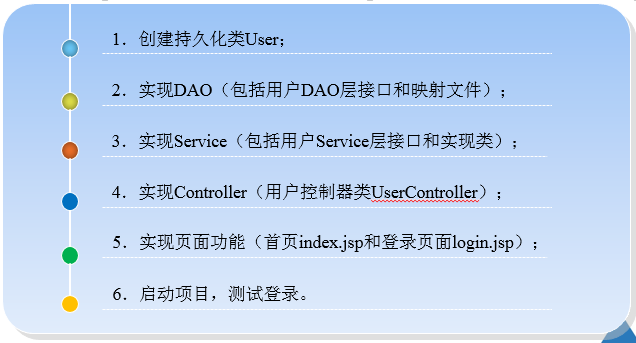 1．创建持久化类User；
2．实现DAO（包括用户DAO层接口和映射文件）；
3．实现Service（包括用户Service层接口和实现类）；
4．实现Controller（用户控制器类UserController）；
5．实现页面功能（首页index.jsp和登录页面login.jsp）；
6．启动项目，测试登录。